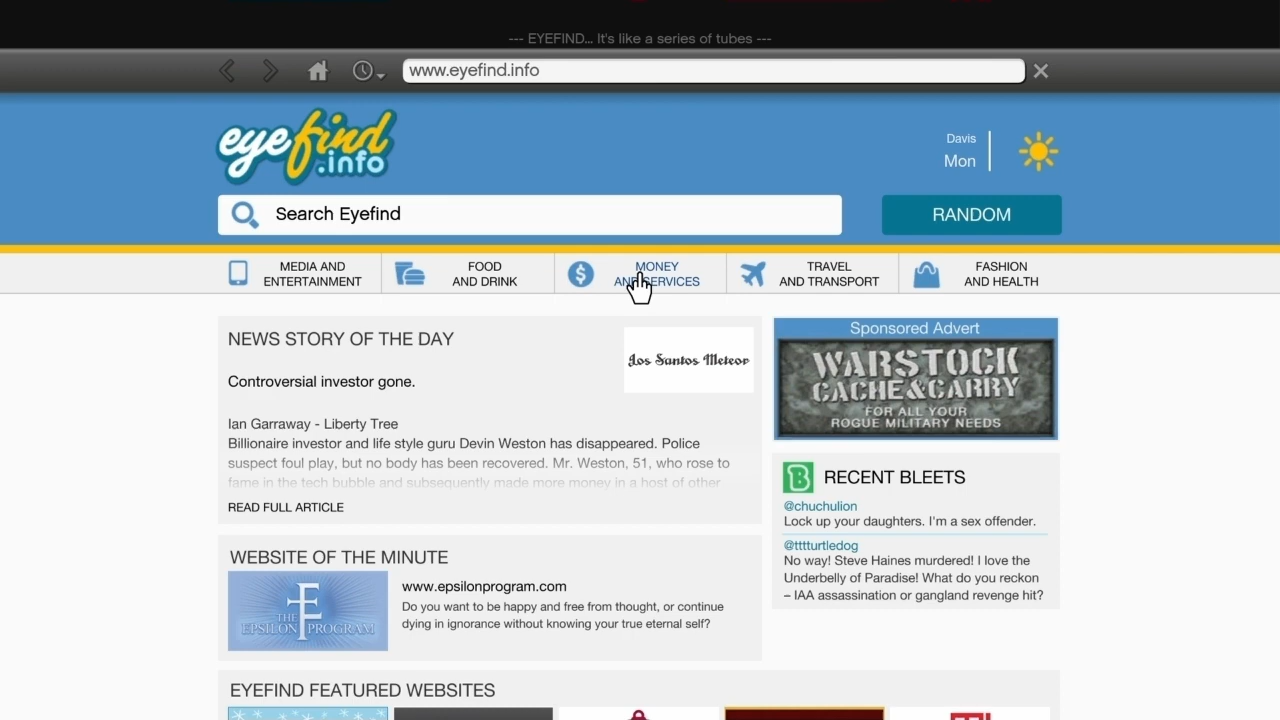 --- EYEFIND... It's like a series of tubes ---
www.eyefind.info
eyefind
.info
Davis
Mon
Search Eyefind
RANDOM
MEDIA AND
ENTERTAINMENT
FOOD
AND DRINK
MONEY
AND SERVICES
TRAVEL
AND TRANSPORT
FASHION
AND HEALTH
NEWS STORY OF THE DAY
Los Santos Meteor
Controversial investor gone.
Ian Garraway - Liberty Tree
Billionaire investor and life style guru Devin Weston has disappeared. Police
suspect foul play, but no body has been recovered. Mr. Weston, 51, who rose to
fame in the tech bubble and subsequently made more money in a host of other
READ FULL ARTICLE
Sponsored Advert
WARSTOCK
CACHE&CARRY
FOR ALL YOUR
ROGUE MILITARY NEEDS
RECENT BLEETS
@chuchulion
Lock up your daughters. I'm a sex offender.
@tttturtledog
No way! Steve Haines murdered! I love the
Underbelly of Paradise! What do you reckon
– IAA assassination or gangland revenge hit?
WEBSITE OF THE MINUTE
THE
EPSILON PROGRAM
www.epsilonprogram.com
Do you want to be happy and free from thought, or continue
dying in ignorance without knowing your true eternal self?
EYEFIND FEATURED WEBSITES